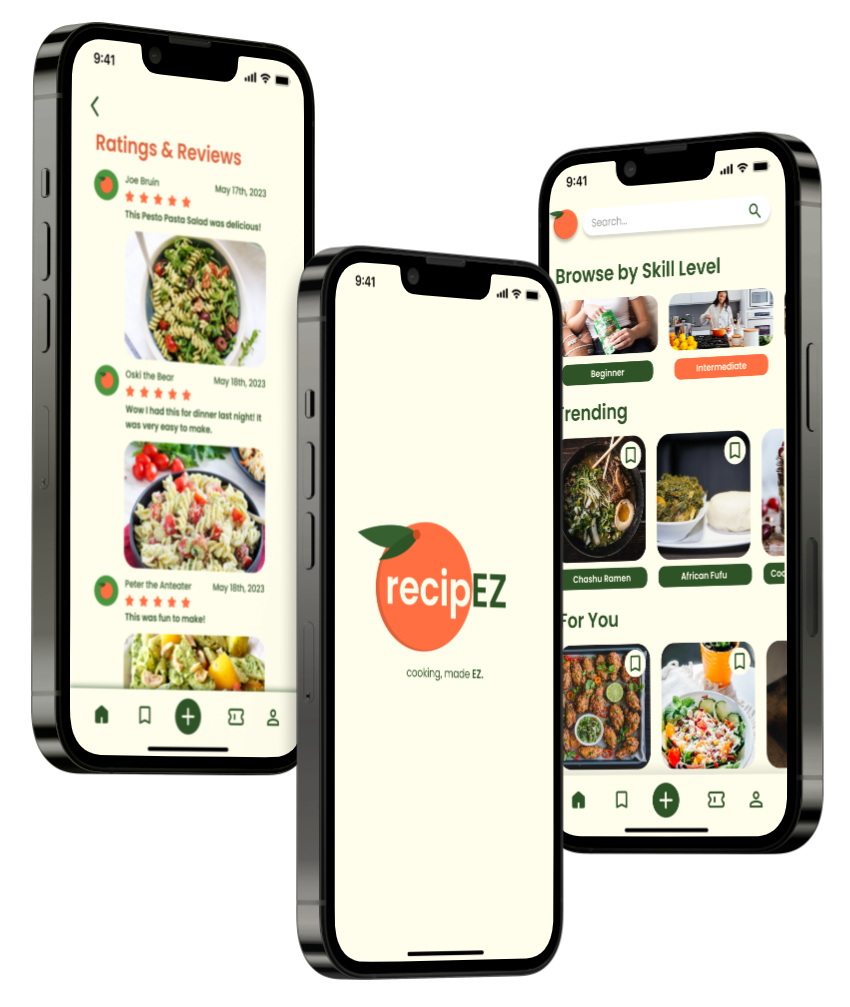 9:41
Ratings & Reviews
Joe Bruin
May 17th, 2023
This Pesto Pasta Salad was delicious!
Oski the Bear
May 18th, 2023
Wow I had this for dinner last night! It
was very easy to make.
Peter the Anteater
May 18th, 2023
This was fun to make!
9:41
recipEZ
cooking, made EZ.
9:41
Search...
Browse by Skill Level
Beginner
Intermediate
Trending
Chashu Ramen
African Fufu
For You